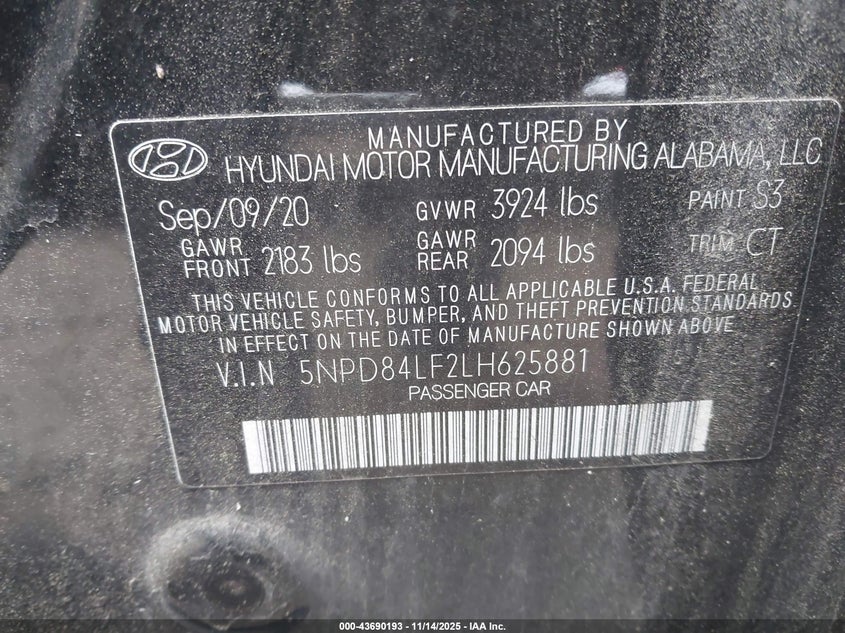 MANUFACTURED BY
HYUNDAI MOTOR MANUFACTURING ALABAMA, LLC
Sep/09/20 GVWR 3924 lbs PAINT S3
GAWR FRONT 2183 lbs GAWR REAR 2094 lbs TRIM CT
THIS VEHICLE CONFORMS TO ALL APPLICABLE U.S.A. FEDERAL
MOTOR VEHICLE SAFETY, BUMPER, AND THEFT PREVENTION STANDARDS
IN EFFECT ON THE DATE OF MANUFACTURE SHOWN ABOVE
V.I.N 5NPD84LF2LH625881
PASSENGER CAR
000-43690193 - 11/14/2025 - IAA Inc.